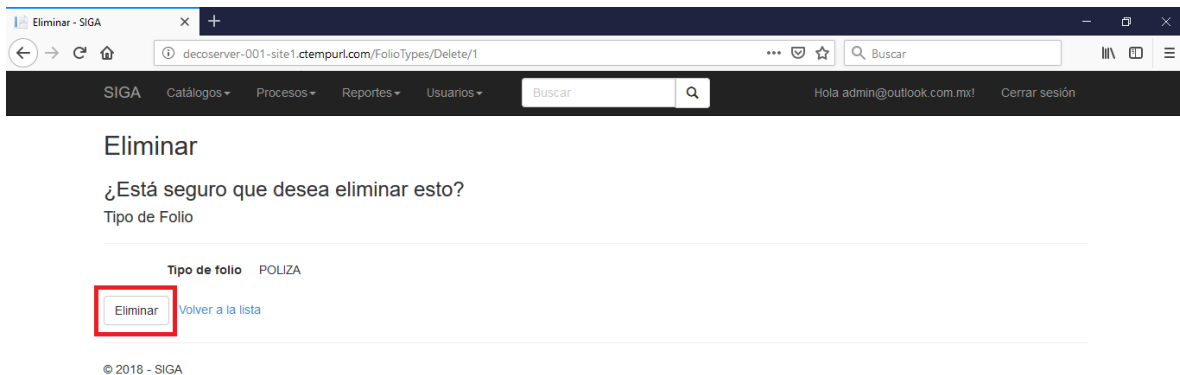 Eliminar - SIGA
decoserver-001-site1.ctempurl.com/FolioTypes/Delete/1
Buscar
SIGA Catálogos Procesos Reportes Usuarios Buscar Hola admin@outlook.com.mx! Cerrar sesión
Eliminar
¿Está seguro que desea eliminar esto?
Tipo de Folio
Tipo de folio POLIZA
Eliminar Volver a la lista
© 2018 - SIGA